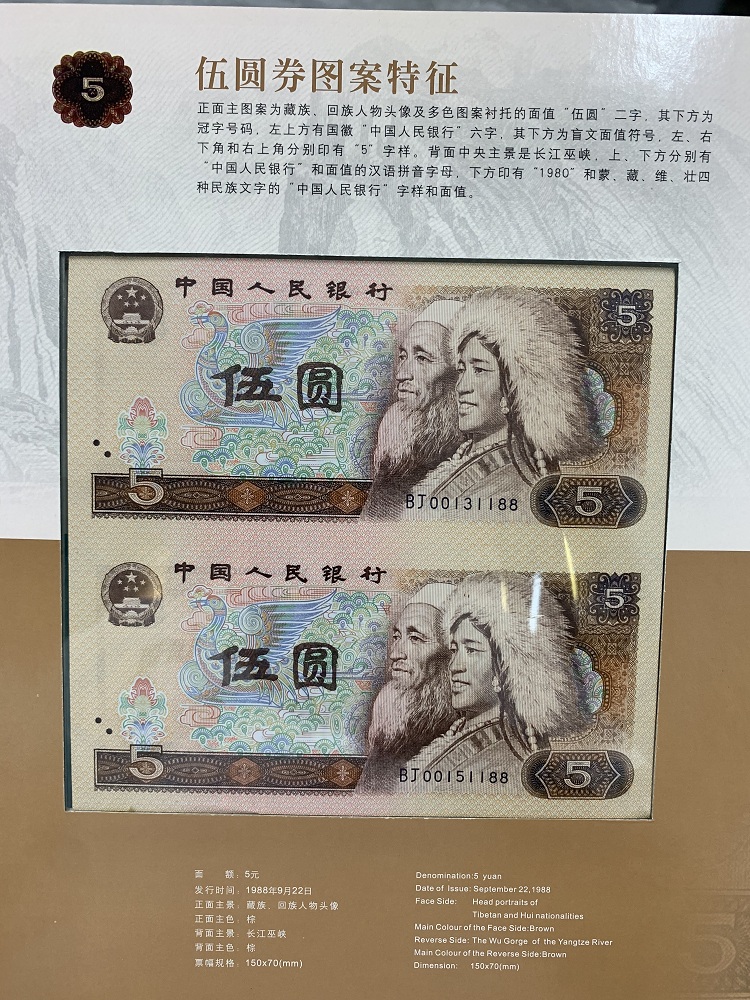 5
伍圆券图案特征
正面主图案为藏族、回族人物头像及多色图案衬托的面值“伍圆”二字，其下方为
冠字号码，左上方有国徽“中国人民银行”六字，其下方为盲文面值符号，左、右
下角和右上角分别印有“5”字样。背面中央主景是长江巫峡，上、下方分别有
“中国人民银行”和面值的汉语拼音字母，下方印有“1980”和蒙、藏、维、壮四
种民族文字的“中国人民银行”字样和面值。
中国人民银行
5
伍圆
5
BJ00131188
5
中国人民银行
5
伍圆
5
BJ00151188
5
面 额：5元
发行时间：1988年9月22日
正面主景：藏族、回族人物头像
正面主色：棕
背面主景：长江巫峡
背面主色：棕
票幅规格：150x70(mm)
Denomination:5 yuan
Date of Issue: September 22,1988
Face Side: Head portraits of
Tibetan and Hui nationalities
Main Colour of the Face Side:Brown
Reverse Side: The Wu Gorge of the Yangtze River
Main Colour of the Reverse Side:Brown
Dimension: 150x70(mm)
5